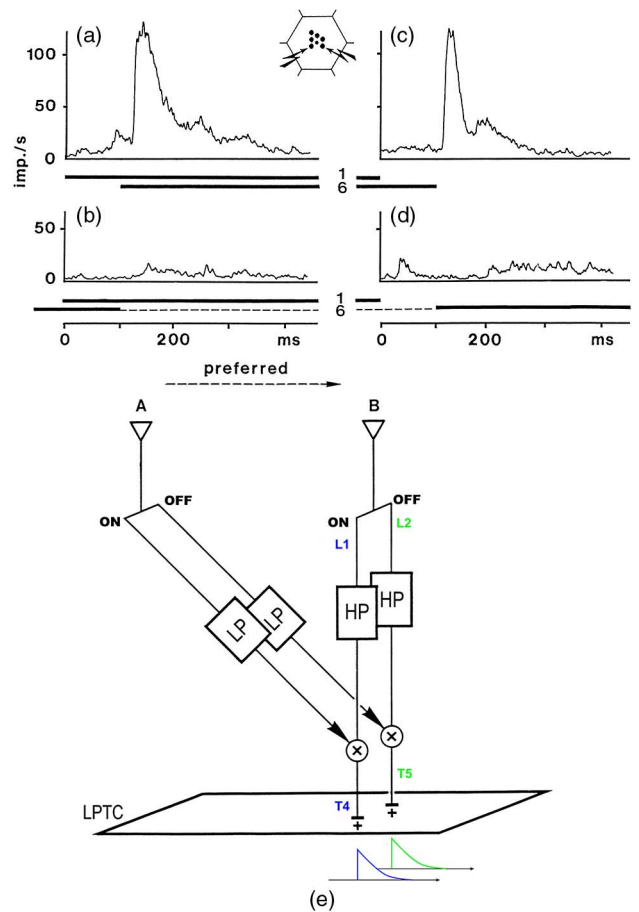 (a)
(c)
100
50
0
imp./s
1
6
(b)
(d)
50
0
1
6
0
200
ms
0
200
ms
preferred
A
B
ON
OFF
ON
OFF
L1
L2
LP
LP
HP
HP
×
×
T5
LPTC
T4
+
+
(e)